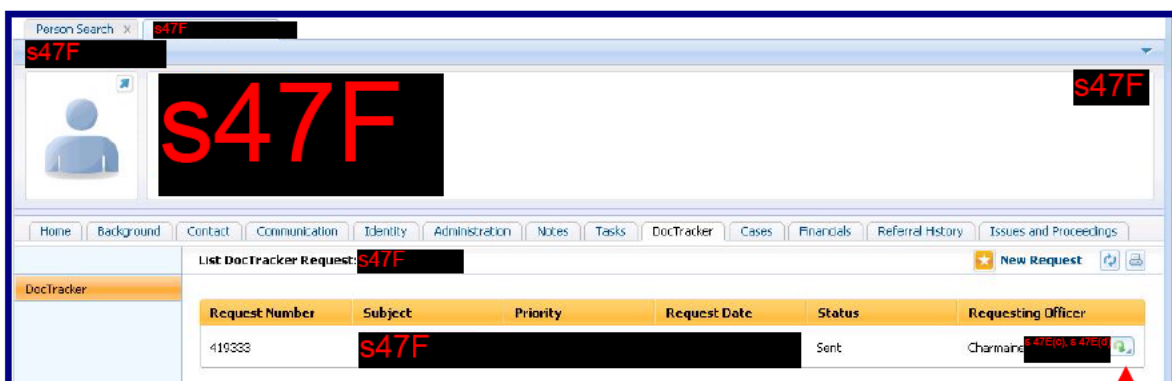 Person Search × s47F
s47F
s47F s47F
Home Background Contact Communication Identity Administration Notes Tasks DocTracker Cases Financials Referral History Issues and Proceedings
List DocTracker Request: s47F New Request
DocTracker
Request Number Subject Priority Request Date Status Requesting Officer
419333 s47F Sent Charmaine s 47E(c), s 47E(d)